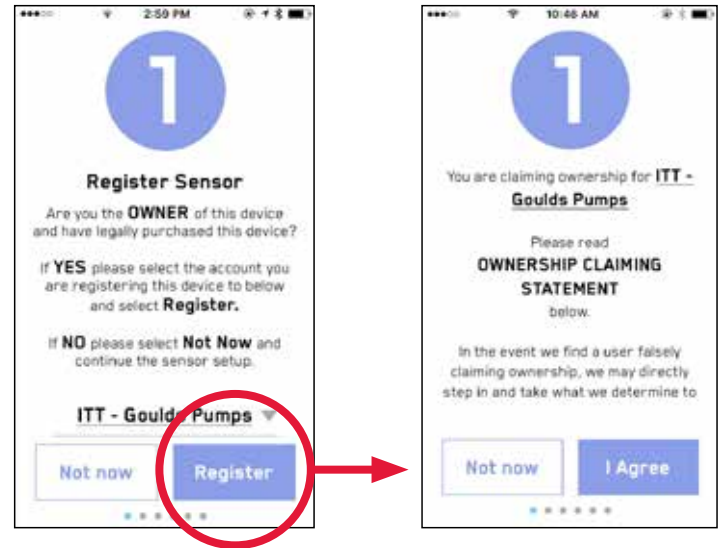 2:59 PM
1
Register Sensor
Are you the OWNER of this device
and have legally purchased this device?
If YES please select the account you
are registering this device to below
and select Register.
If NO please select Not Now and
continue the sensor setup.
ITT - Goulds Pumps
Not now
Register
10:46 AM
1
You are claiming ownership for ITT -
Goulds Pumps
Please read
OWNERSHIP CLAIMING
STATEMENT
below.
In the event we find a user falsely
claiming ownership, we may directly
step in and take what we determine to
Not now
I Agree